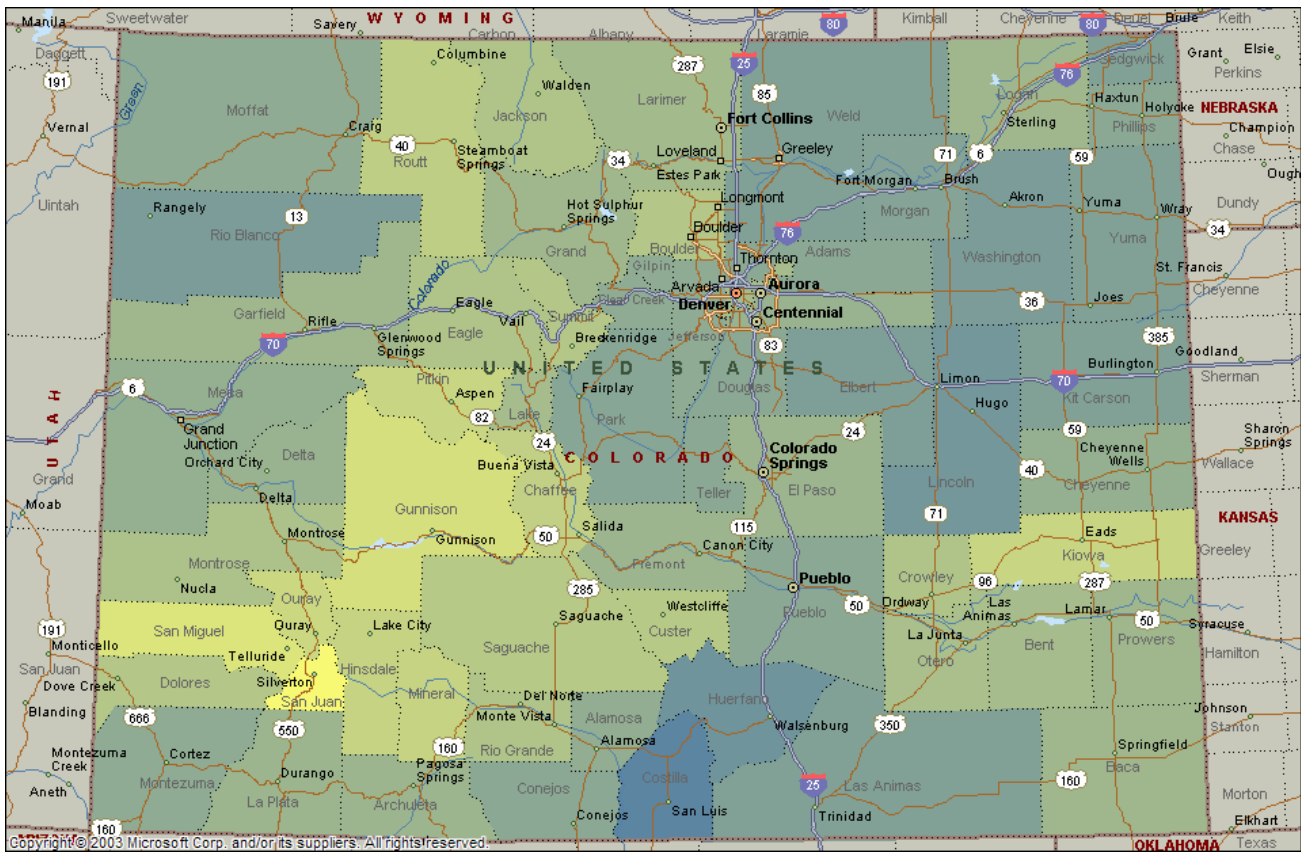 Manila
Sweetwater
Savery
WYOMING
Carbon
Albany
Laramie
80
Kimball
Cheyenne
80
Deuel
Brule
Keith
Daggett
191
Green
Columbine
287
25
76
Sedgwick
Grant
Elsie
Perkins
Moffat
Walden
Jackson
Larimer
85
Weld
Logan
Haxtun
Holyoke
NEBRASKA
Vernal
Craig
40
Routt
Steamboat
Springs
Fort Collins
Sterling
Phillips
Champion
Chase
34
Loveland
Greeley
71
6
59
Estes Park
Ough
Uintah
Rangely
13
Rio Blanco
Hot Sulphur
Springs
Longmont
Fort Morgan
Brush
Morgan
Akron
Yuma
Wray
Dundy
34
Boulder
76
Grand
Boulder
Adams
Washington
Yuma
Gilpin
Thornton
St. Francis
Colorado
Arvada
Aurora
Cheyenne
Clear Creek
Denver
36
Joes
Garfield
Eagle
Vail
Summit
Centennial
Rifle
Eagle
Breckenridge
Jefferson
83
385
70
Glenwood
Springs
UNITED STATES
Goodland
Burlington
6
Mesa
Pitkin
Aspen
Fairplay
Douglas
Elbert
Limon
70
Sherman
UTAH
82
Lake
Park
Hugo
Kit Carson
Grand
Junction
24
24
59
Sharon
Springs
Orchard City
Delta
Buena Vista
COLORADO
Colorado
Springs
Cheyenne
Wells
Grand
40
Wallace
Moab
Delta
Chaffee
Teller
El Paso
Lincoln
Cheyenne
Gunnison
71
KANSAS
Montrose
Gunnison
50
Salida
115
Eads
Greeley
Montrose
Canon City
Kiowa
Nucla
Fremont
Pueblo
Crowley
96
287
Ouray
285
Westcliffe
Pueblo
50
Ordway
Las
Animas
Lamar
191
San Miguel
Ouray
Lake City
Saguache
Custer
La Junta
50
Syracuse
Monticello
Telluride
Saguache
Otero
Bent
Prowers
Hamilton
San Juan
Dove Creek
Dolores
Silverton
Hinsdale
Mineral
San Juan
Del Norte
Huerfano
Blanding
666
550
Monte Vista
Alamosa
Walsenburg
350
Johnson
Stanton
Montezuma
Creek
Cortez
160
Rio Grande
Alamosa
Springfield
Aneth
Montezuma
Durango
Pagosa
Springs
Conejos
Costilla
25
Las Animas
160
Baca
La Plata
Archuleta
San Luis
Trinidad
Morton
160
Conejos
Elkhart
Copyright © 2003 Microsoft Corp. and/or its suppliers. All rights reserved.
OKLAHOMA
Texas